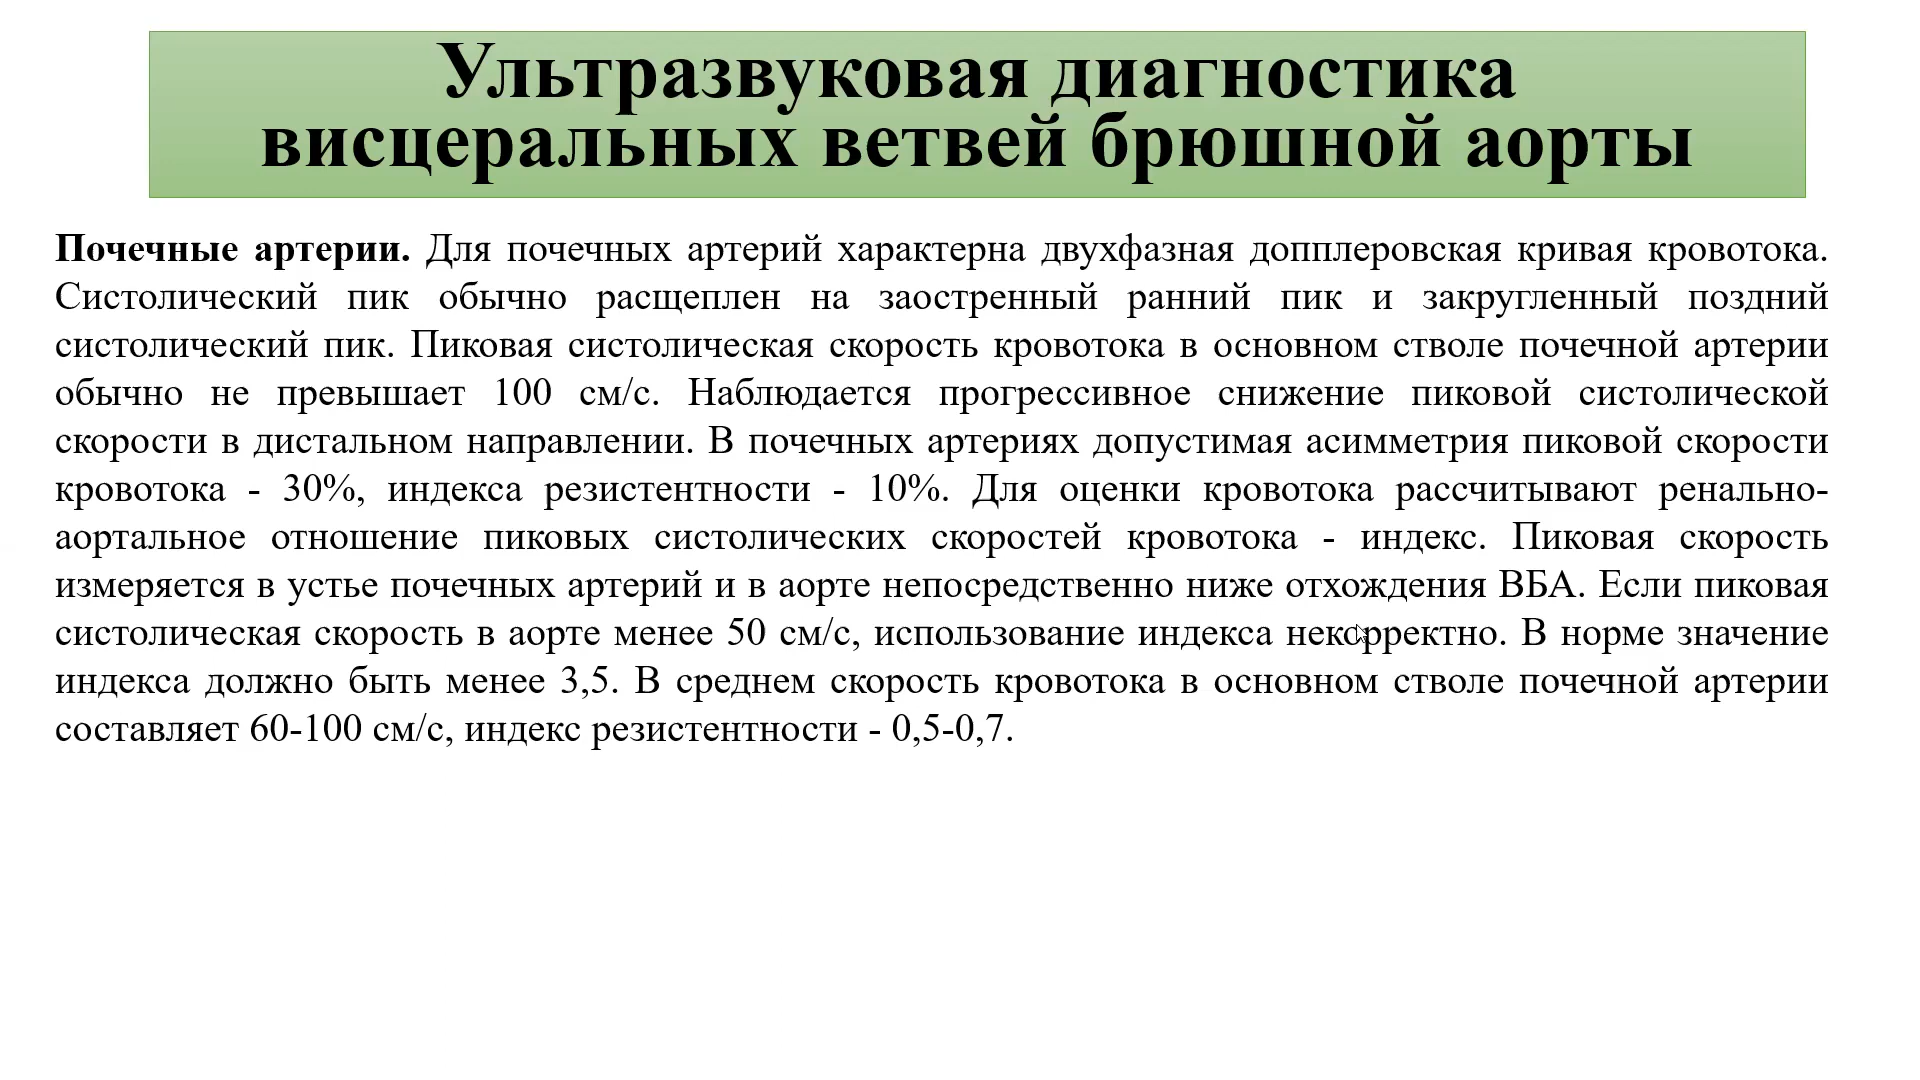 Ультразвуковая диагностика
висцеральных ветвей брюшной аорты
Почечные артерии. Для почечных артерий характерна двухфазная допплеровская кривая кровотока.
Систолический пик обычно расщеплен на заостренный ранний пик и закругленный поздний
систолический пик. Пиковая систолическая скорость кровотока в основном стволе почечной артерии
обычно не превышает 100 см/с. Наблюдается прогрессивное снижение пиковой систолической
скорости в дистальном направлении. В почечных артериях допустимая асимметрия пиковой скорости
кровотока - 30%, индекса резистентности - 10%. Для оценки кровотока рассчитывают ренально-
аортальное отношение пиковых систолических скоростей кровотока - индекс. Пиковая скорость
измеряется в устье почечных артерий и в аорте непосредственно ниже отхождения ВБА. Если пиковая
систолическая скорость в аорте менее 50 см/с, использование индекса некорректно. В норме значение
индекса должно быть менее 3,5. В среднем скорость кровотока в основном стволе почечной артерии
составляет 60-100 см/с, индекс резистентности - 0,5-0,7.